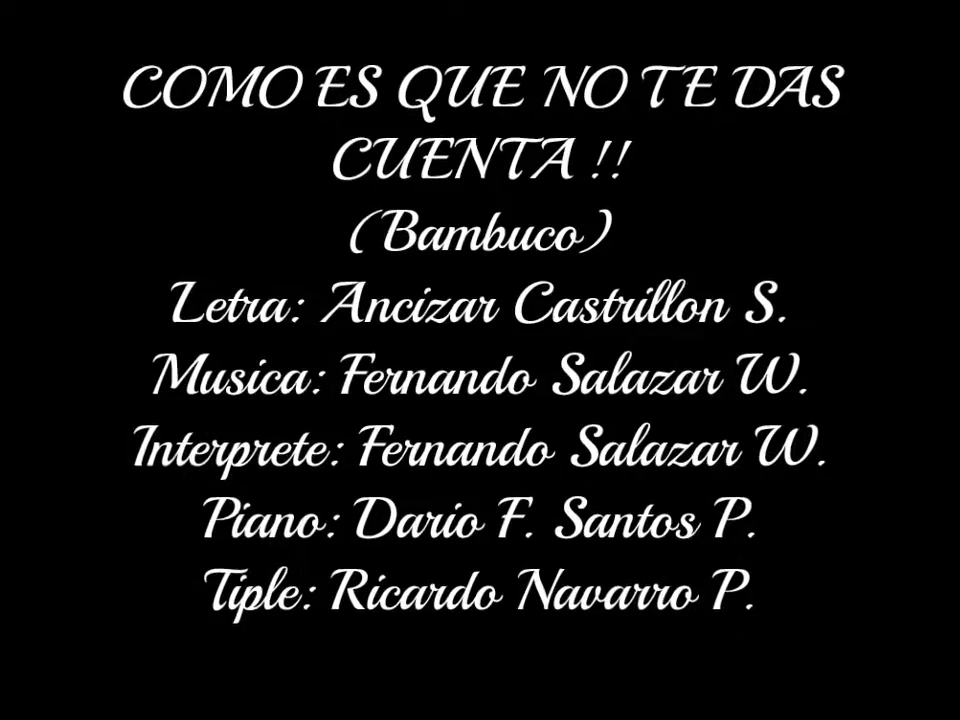 COMO ES QUE NO TE DAS
CUENTA !!
(Bambuco)
Letra: Ancizar Castrillon S.
Musica: Fernando Salazar W.
Interprete: Fernando Salazar W.
Piano: Dario F. Santos P.
Tiple: Ricardo Navarro P.